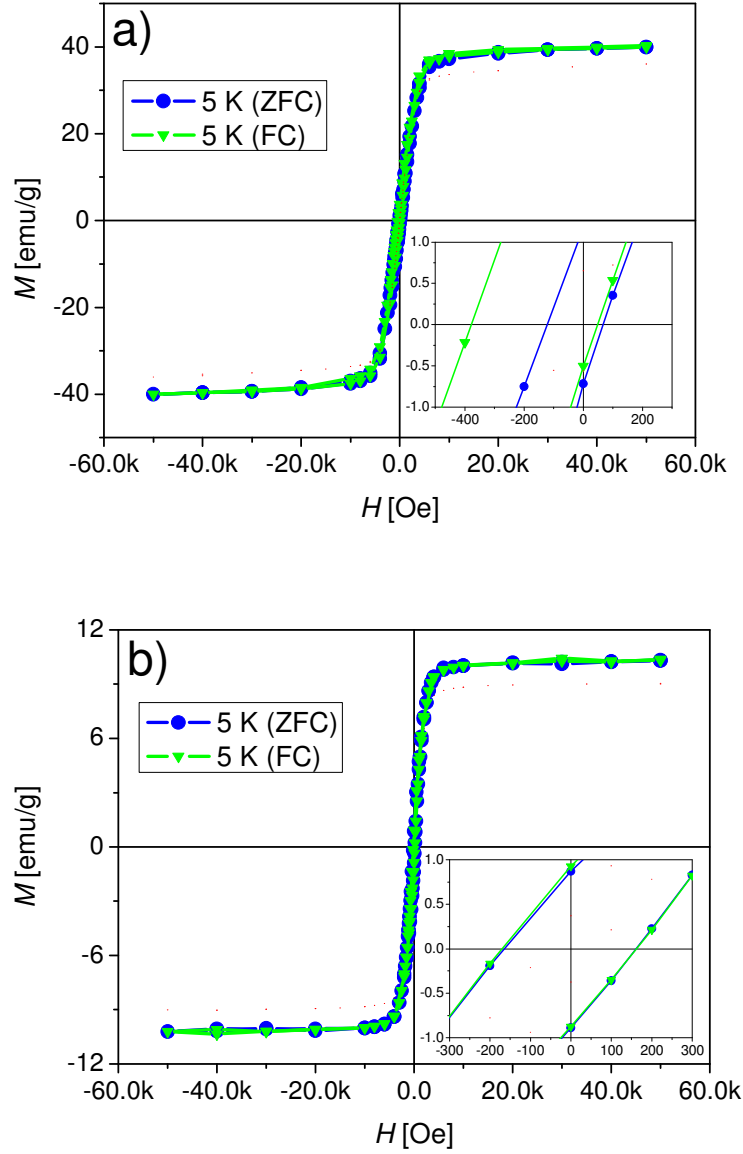 a)
5 K (ZFC)
5 K (FC)
M [emu/g]
40
20
0
-20
-40
-60.0k -40.0k -20.0k 0.0 20.0k 40.0k 60.0k
H [Oe]
1.0
0.5
0.0
-0.5
-1.0
-400 -200 0 200
b)
5 K (ZFC)
5 K (FC)
M [emu/g]
12
6
0
-6
-12
-60.0k -40.0k -20.0k 0.0 20.0k 40.0k 60.0k
H [Oe]
1.0
0.5
0.0
-0.5
-1.0
-300 -200 -100 0 100 200 300